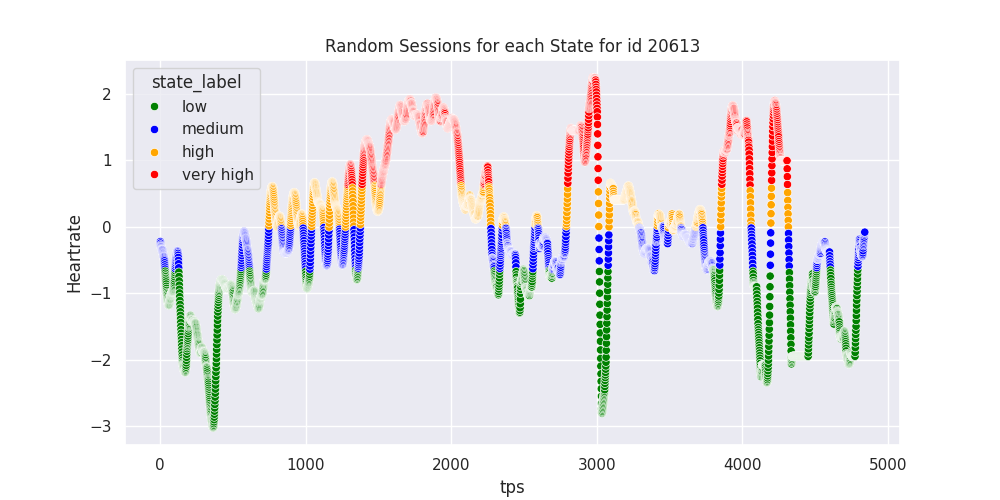 Random Sessions for each State for id 20613
state_label
low
medium
high
very high
Heartrate
2
1
0
−1
−2
−3
0 1000 2000 3000 4000 5000
tps